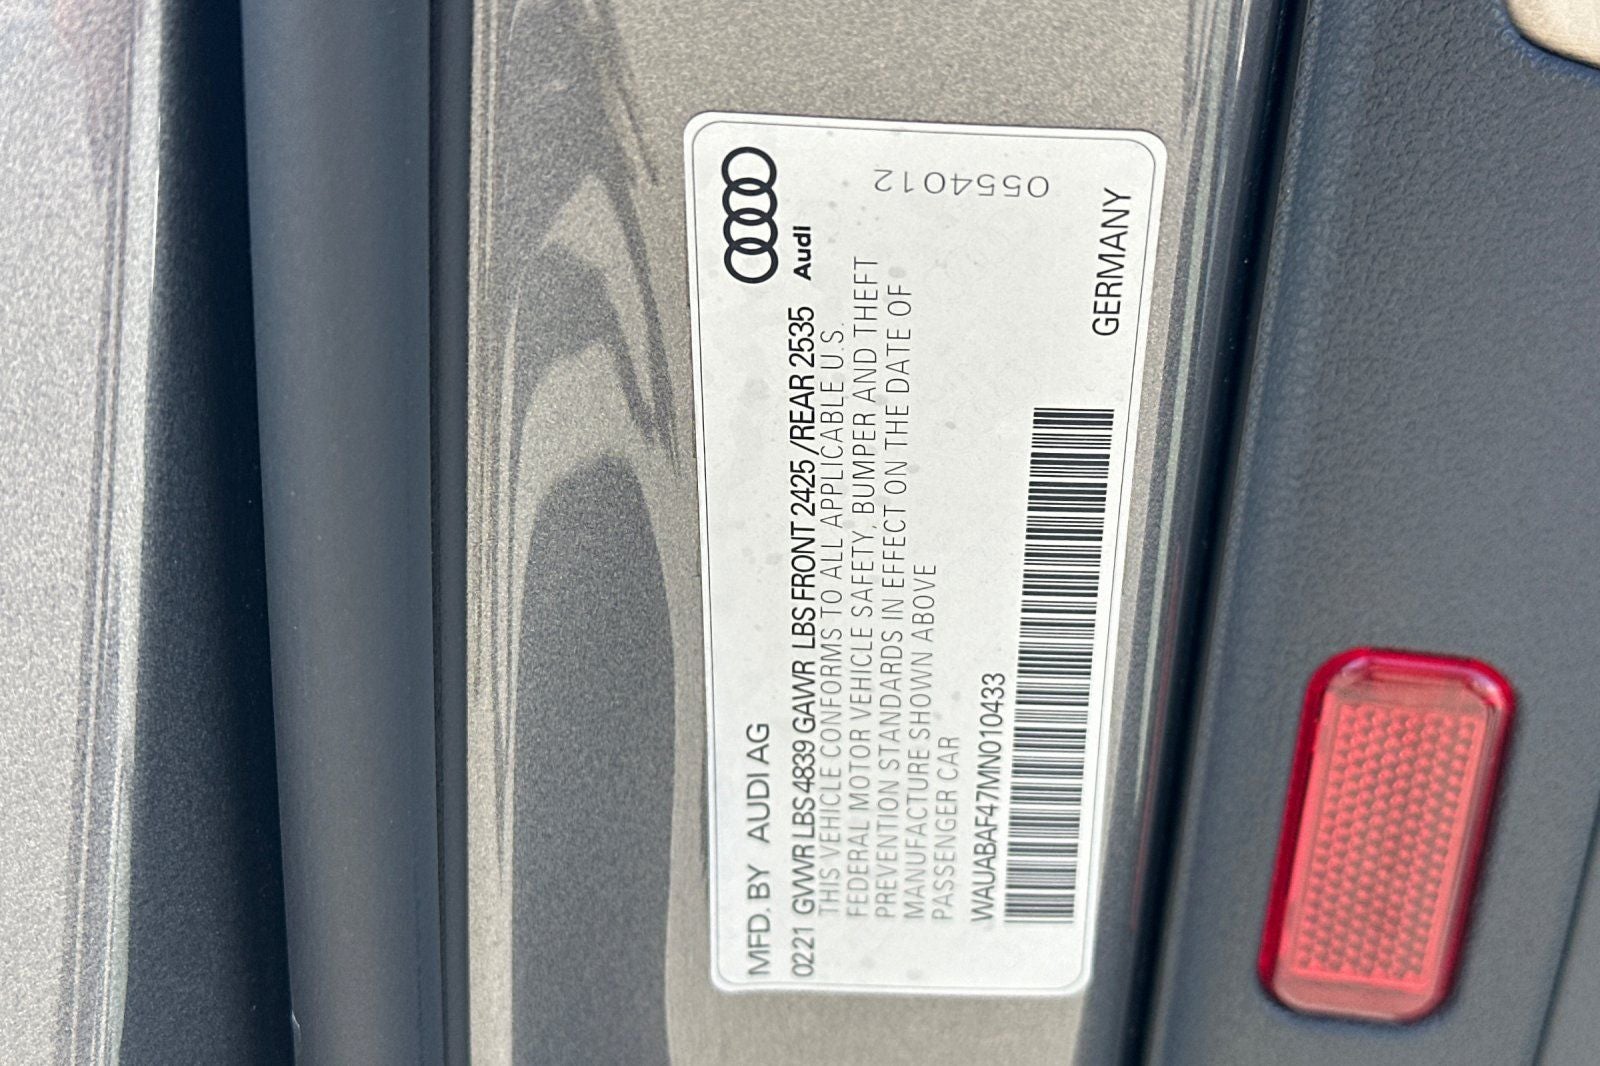 MFD. BY AUDI AG
Audi
0221 GVWR LBS 4839 GAWR LBS FRONT 2425 /REAR 2535
THIS VEHICLE CONFORMS TO ALL APPLICABLE U.S.
FEDERAL MOTOR VEHICLE SAFETY, BUMPER AND THEFT
PREVENTION STANDARDS IN EFFECT ON THE DATE OF
MANUFACTURE SHOWN ABOVE
PASSENGER CAR
WAUABAF47MN010433
GERMANY
0554012